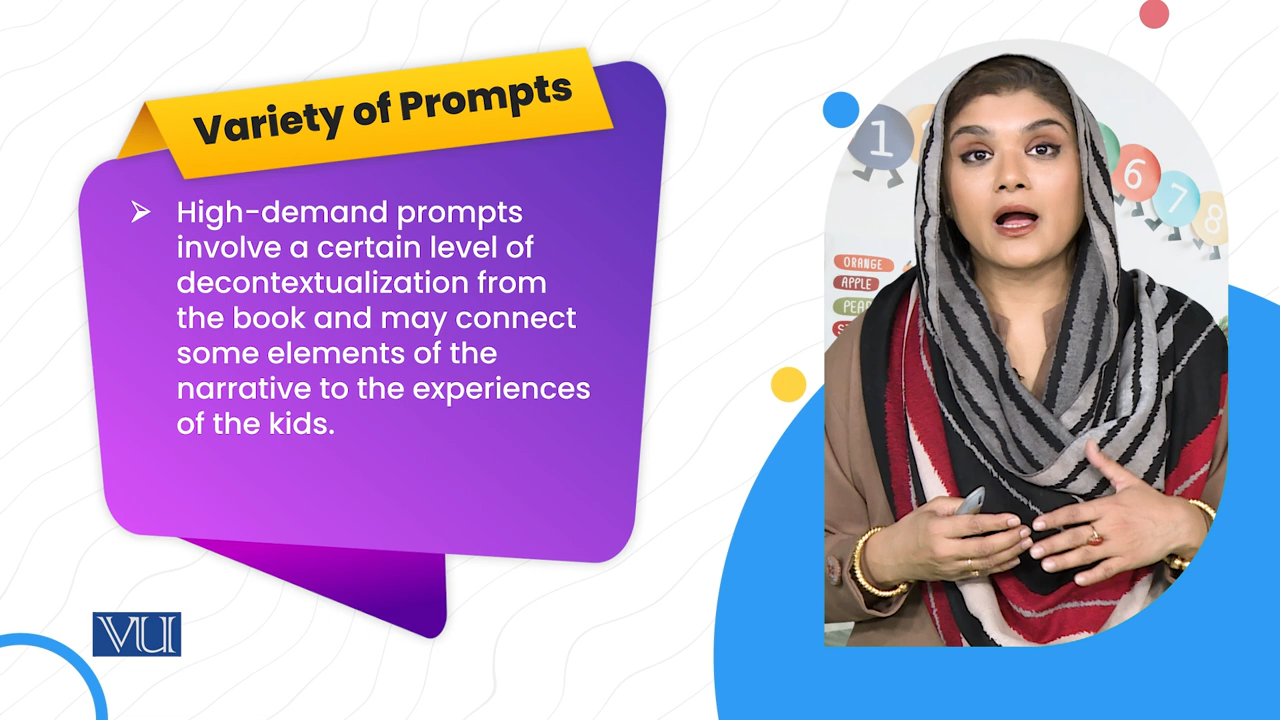 Variety of Prompts
High-demand prompts
involve a certain level of
decontextualization from
the book and may connect
some elements of the
narrative to the experiences
of the kids.
VU
1
6
7
8
ORANGE
APPLE